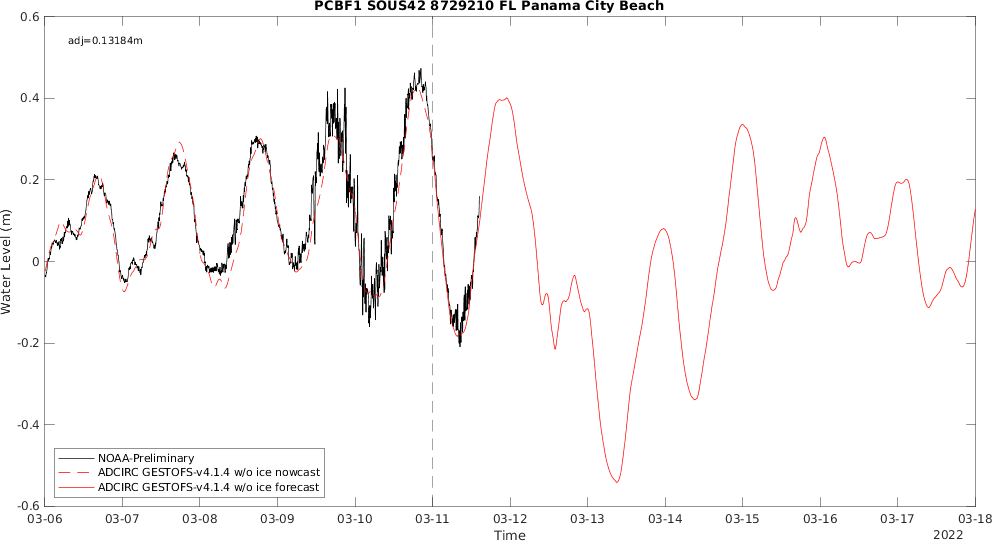 PCBF1 SOUS42 8729210 FL Panama City Beach
adj=0.13184m
0.6
0.4
0.2
0
-0.2
-0.4
-0.6
Water Level (m)
NOAA-Preliminary
ADCIRC GESTOFS-v4.1.4 w/o ice nowcast
ADCIRC GESTOFS-v4.1.4 w/o ice forecast
03-06 03-07 03-08 03-09 03-10 03-11 03-12 03-13 03-14 03-15 03-16 03-17 03-18
Time
2022